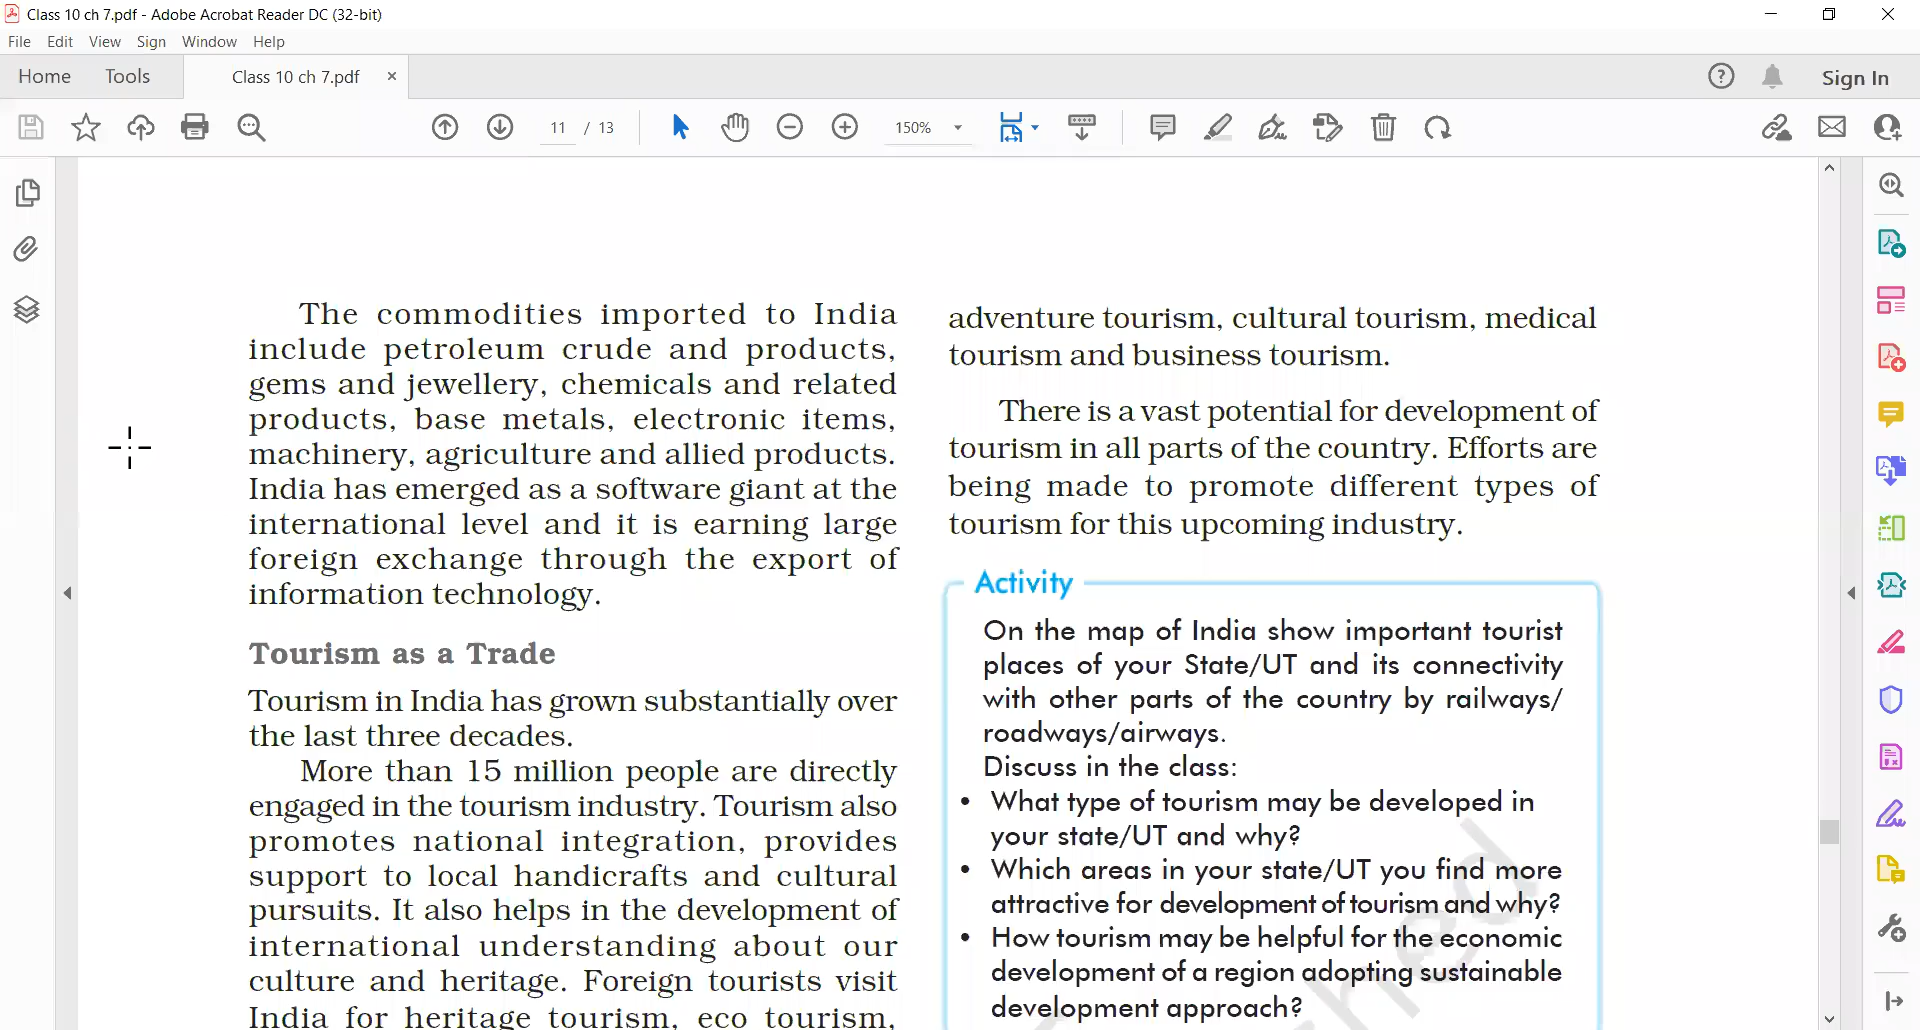 Class 10 ch 7.pdf - Adobe Acrobat Reader DC (32-bit)
File Edit View Sign Window Help
Home Tools Class 10 ch 7.pdf × Sign In
11 / 13 150%
The commodities imported to India
include petroleum crude and products,
gems and jewellery, chemicals and related
products, base metals, electronic items,
machinery, agriculture and allied products.
India has emerged as a software giant at the
international level and it is earning large
foreign exchange through the export of
information technology.
Tourism as a Trade
Tourism in India has grown substantially over
the last three decades.
More than 15 million people are directly
engaged in the tourism industry. Tourism also
promotes national integration, provides
support to local handicrafts and cultural
pursuits. It also helps in the development of
international understanding about our
culture and heritage. Foreign tourists visit
India for heritage tourism, eco tourism,
adventure tourism, cultural tourism, medical
tourism and business tourism.
There is a vast potential for development of
tourism in all parts of the country. Efforts are
being made to promote different types of
tourism for this upcoming industry.
Activity
On the map of India show important tourist
places of your State/UT and its connectivity
with other parts of the country by railways/
roadways/airways.
Discuss in the class:
• What type of tourism may be developed in
your state/UT and why?
• Which areas in your state/UT you find more
attractive for development of tourism and why?
• How tourism may be helpful for the economic
development of a region adopting sustainable
development approach?